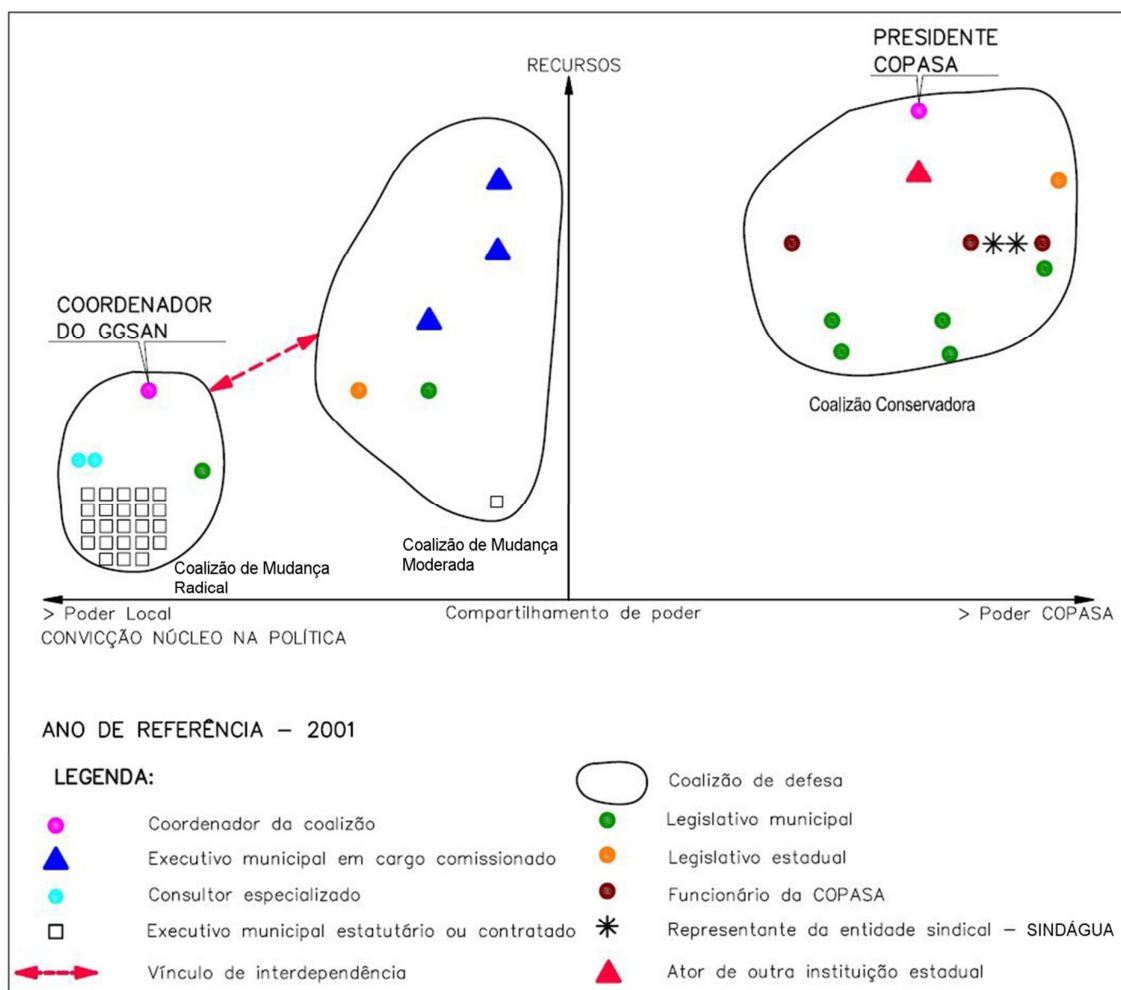 PRESIDENTE
COPASA
RECURSOS
COORDENADOR
DO GGSAN
Coalizão Conservadora
Coalizão de Mudança
Moderada
Coalizão de Mudança
Radical
> Poder Local
Compartilhamento de poder
> Poder COPASA
CONVICÇÃO NÚCLEO NA POLÍTICA
ANO DE REFERÊNCIA – 2001
LEGENDA:
Coordenador da coalizão
Executivo municipal em cargo comissionado
Consultor especializado
Executivo municipal estatutário ou contratado
Vínculo de interdependência
Coalizão de defesa
Legislativo municipal
Legislativo estadual
Funcionário da COPASA
Representante da entidade sindical – SINDÁGUA
Ator de outra instituição estadual